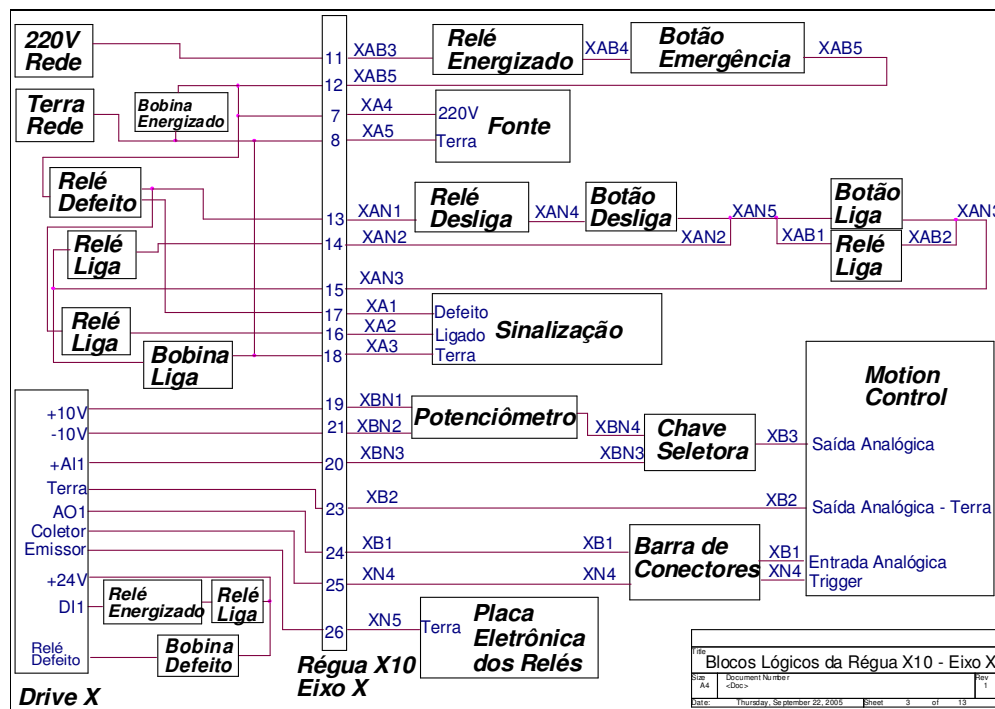 220V
Rede
11
XAB3
Relé
Energizado
XAB4
Botão
Emergência
XAB5
12
XAB5
Terra
Rede
Bobina
Energizado
7
XA4
220V
8
XA5
Terra
Fonte
Relé
Defeito
13
XAN1
Relé
Desliga
XAN4
Botão
Desliga
XAN5
Botão
Liga
XAN3
Relé
Liga
14
XAN2
XAN2
XAB1
Relé
Liga
XAB2
15
XAN3
17
XA1
Defeito
Relé
Liga
16
XA2
Ligado
Sinalização
Bobina
Liga
18
XA3
Terra
Motion
Control
+10V
19
XBN1
Potenciômetro
-10V
21
XBN2
XBN4
Chave
Seletora
XB3
Saída Analógica
+AI1
20
XBN3
XBN3
Terra
23
XB2
XB2
Saída Analógica - Terra
AO1
24
XB1
XB1
Barra de
Conectores
XB1
Entrada Analógica
Coletor
25
XN4
XN4
XN4
Trigger
Emissor
+24V
DI1
Relé
Energizado
Relé
Liga
26
XN5
Terra
Placa
Eletrônica
dos Relés
Relé
Defeito
Bobina
Defeito
Drive X
Régua X10
Eixo X
Title
Blocos Lógicos da Régua X10 - Eixo X
Size
A4
Document Number
<Doc>
Rev
1
Date:
Thursday, September 22, 2005
Sheet
3
of
13